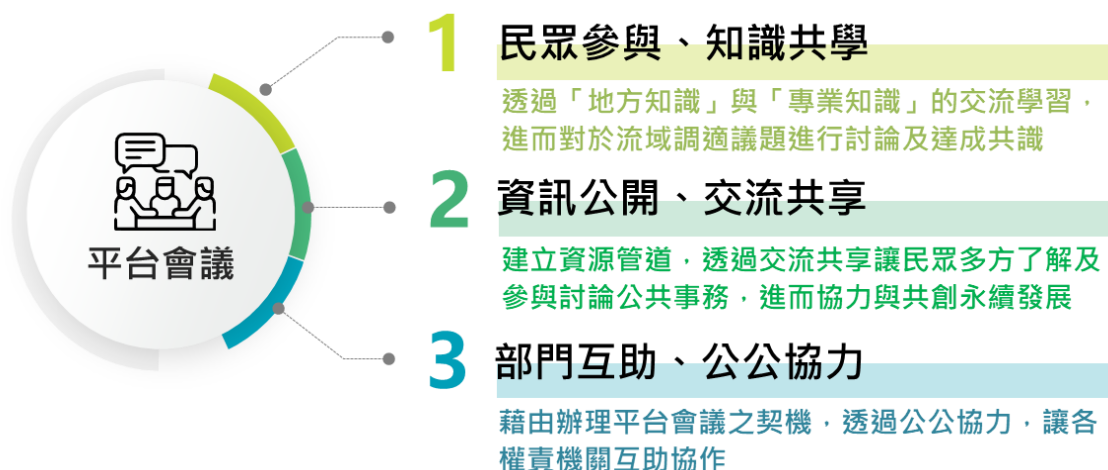 平台會議
1
民眾參與、知識共學
透過「地方知識」與「專業知識」的交流學習，
進而對於流域調適議題進行討論及達成共識
2
資訊公開、交流共享
建立資源管道，透過交流共享讓民眾多方了解及
參與討論公共事務，進而協力與共創永續發展
3
部門互助、公公協力
藉由辦理平台會議之契機，透過公公協力，讓各
權責機關互助協作